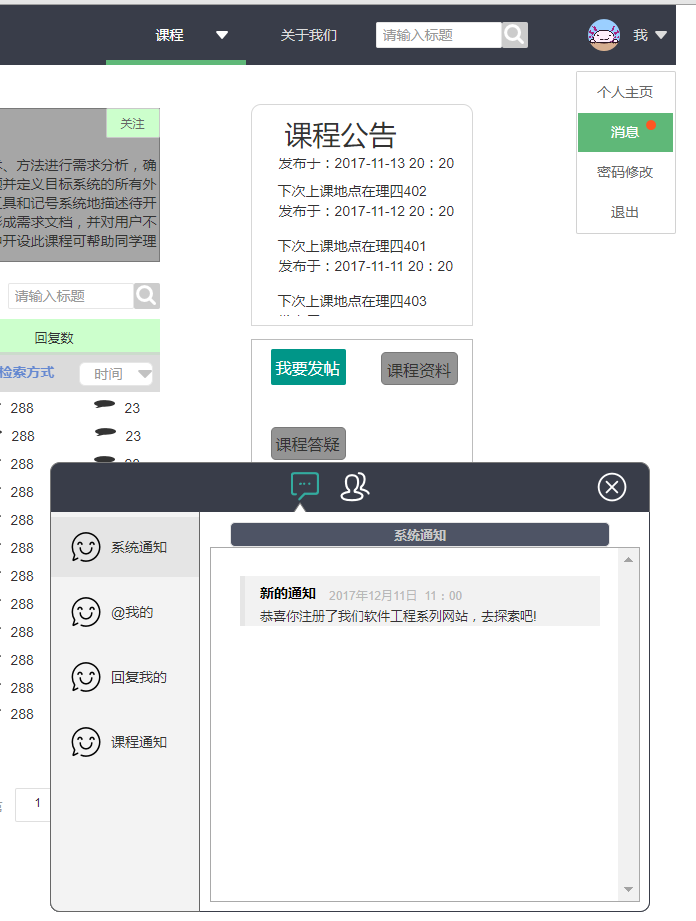 课程
关于我们
请输入标题
我
个人主页
消息
密码修改
退出
关注
、方法进行需求分析，确
并定义目标系统的所有外
具和记号系统地描述待开
形成需求文档，并对用户不
开设此课程可帮助同学理
请输入标题
回复数
检索方式
时间
288 23
288 23
288
288
288
288
288
288
288
288
288
288
1
课程公告
发布于：2017-11-13 20：20
下次上课地点在理四402
发布于：2017-11-12 20：20
下次上课地点在理四401
发布于：2017-11-11 20：20
下次上课地点在理四403
我要发帖
课程资料
课程答疑
系统通知
@我的
回复我的
课程通知
系统通知
新的通知 2017年12月11日 11：00
恭喜你注册了我们软件工程系列网站，去探索吧!